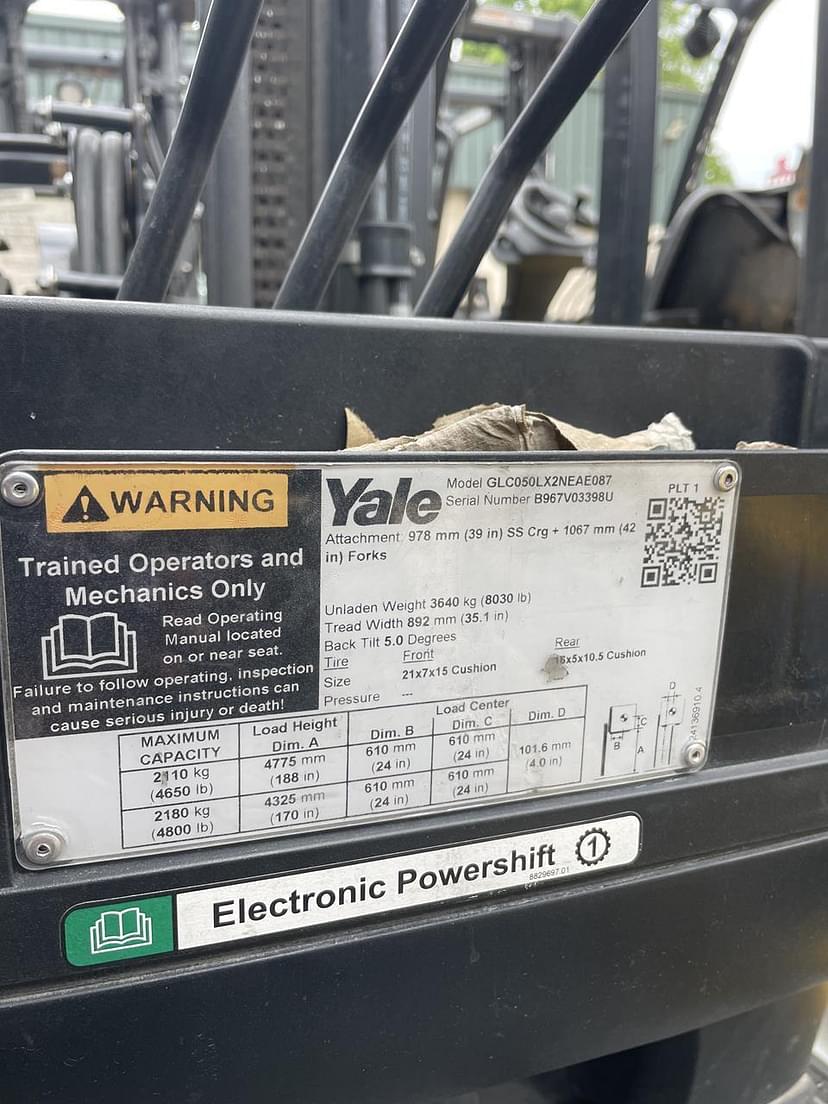 WARNING
Trained Operators and
Mechanics Only
Read Operating
Manual located
on or near seat.
Failure to follow operating, inspection
and maintenance instructions can
cause serious injury or death!
Yale
Model GLC050LX2NEAE087
Serial Number B967V03398U
PLT 1
Attachment: 978 mm (39 in) SS Crg + 1067 mm (42
in) Forks
Unladen Weight 3640 kg (8030 lb)
Tread Width 892 mm (35.1 in)
Back Tilt 5.0 Degrees
Tire Front Rear
Size 21x7x15 Cushion 16x5x10.5 Cushion
Pressure ---
MAXIMUM CAPACITY Load Height Dim. A Load Center Dim. B Dim. C Dim. D
2110 kg (4650 lb) 4775 mm (188 in) 610 mm (24 in) 610 mm (24 in) 101.6 mm (4.0 in)
2180 kg (4800 lb) 4325 mm (170 in) 610 mm (24 in) 610 mm (24 in)
B C A D
24136910.4
Electronic Powershift 1
8829697.01